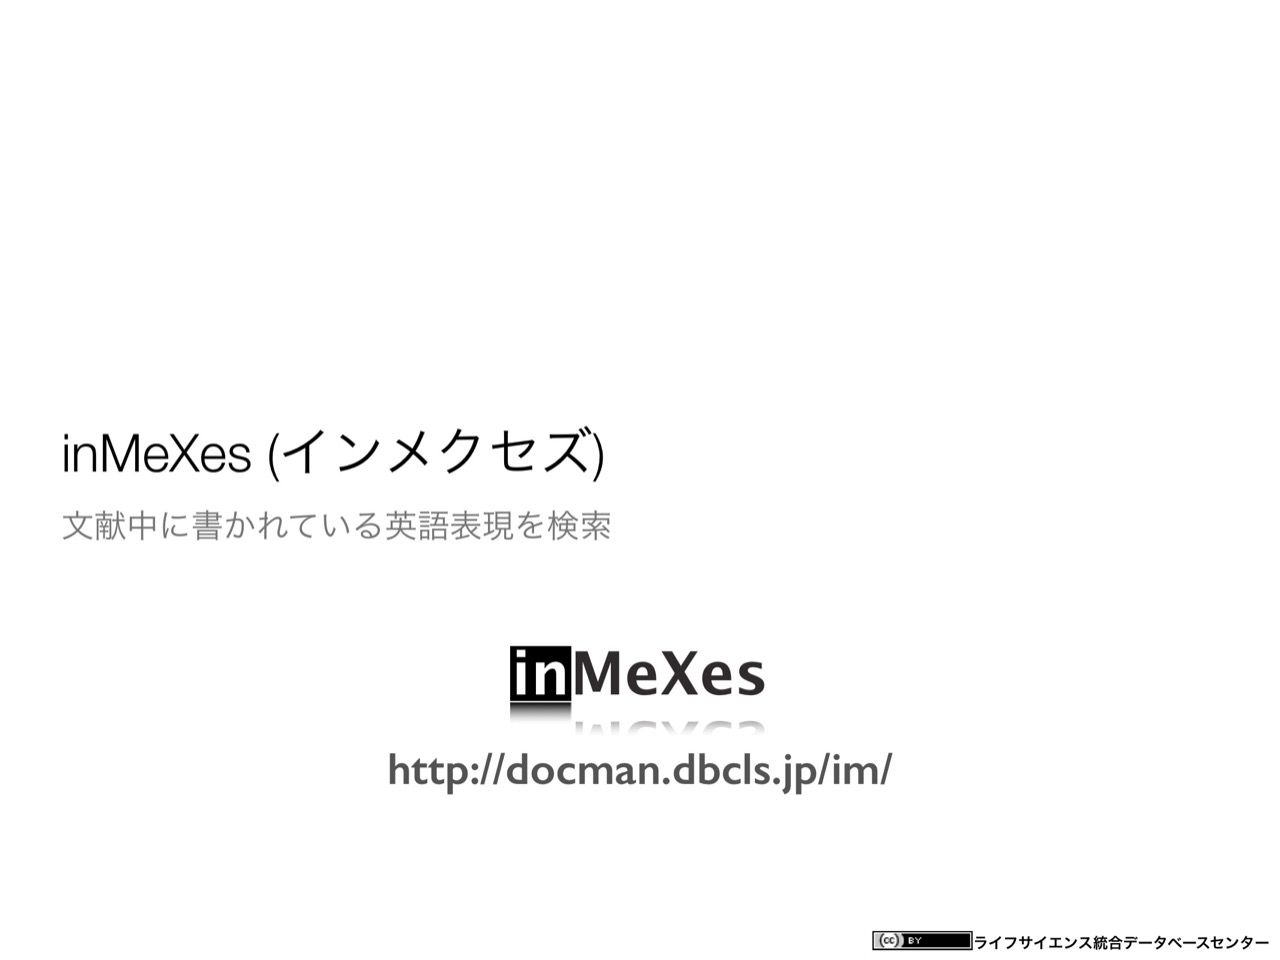 inMeXes (インメクセズ)
文献中に書かれている英語表現を検索
inMeXes
http://docman.dbcls.jp/im/
cc BY ライフサイエンス統合データベースセンター